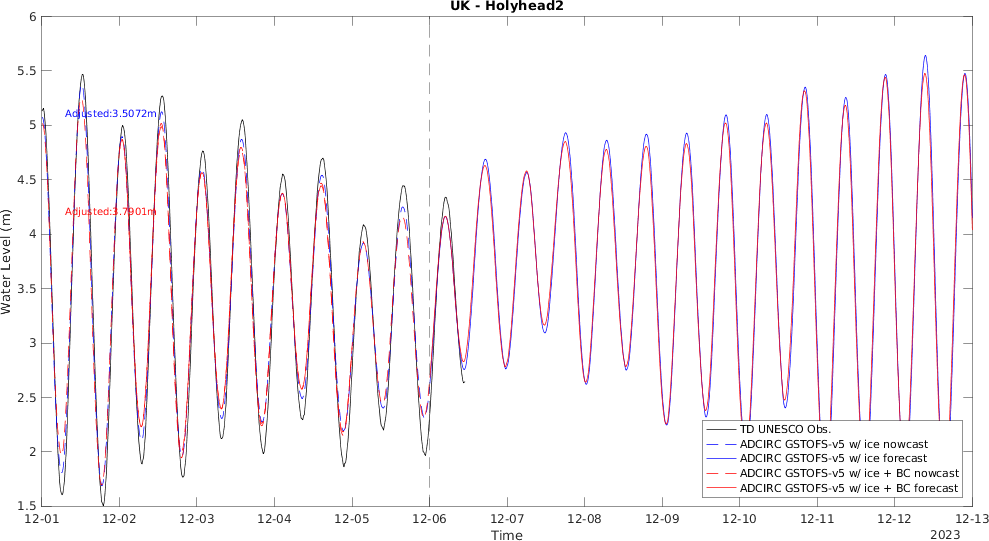 UK - Holyhead2
6
5.5
5
4.5
4
3.5
3
2.5
2
1.5
Water Level (m)
Adjusted:3.5072m
Adjusted:3.7901m
TD UNESCO Obs.
ADCIRC GSTOFS-v5 w/ ice nowcast
ADCIRC GSTOFS-v5 w/ ice forecast
ADCIRC GSTOFS-v5 w/ ice + BC nowcast
ADCIRC GSTOFS-v5 w/ ice + BC forecast
12-01 12-02 12-03 12-04 12-05 12-06 12-07 12-08 12-09 12-10 12-11 12-12 12-13
Time
2023